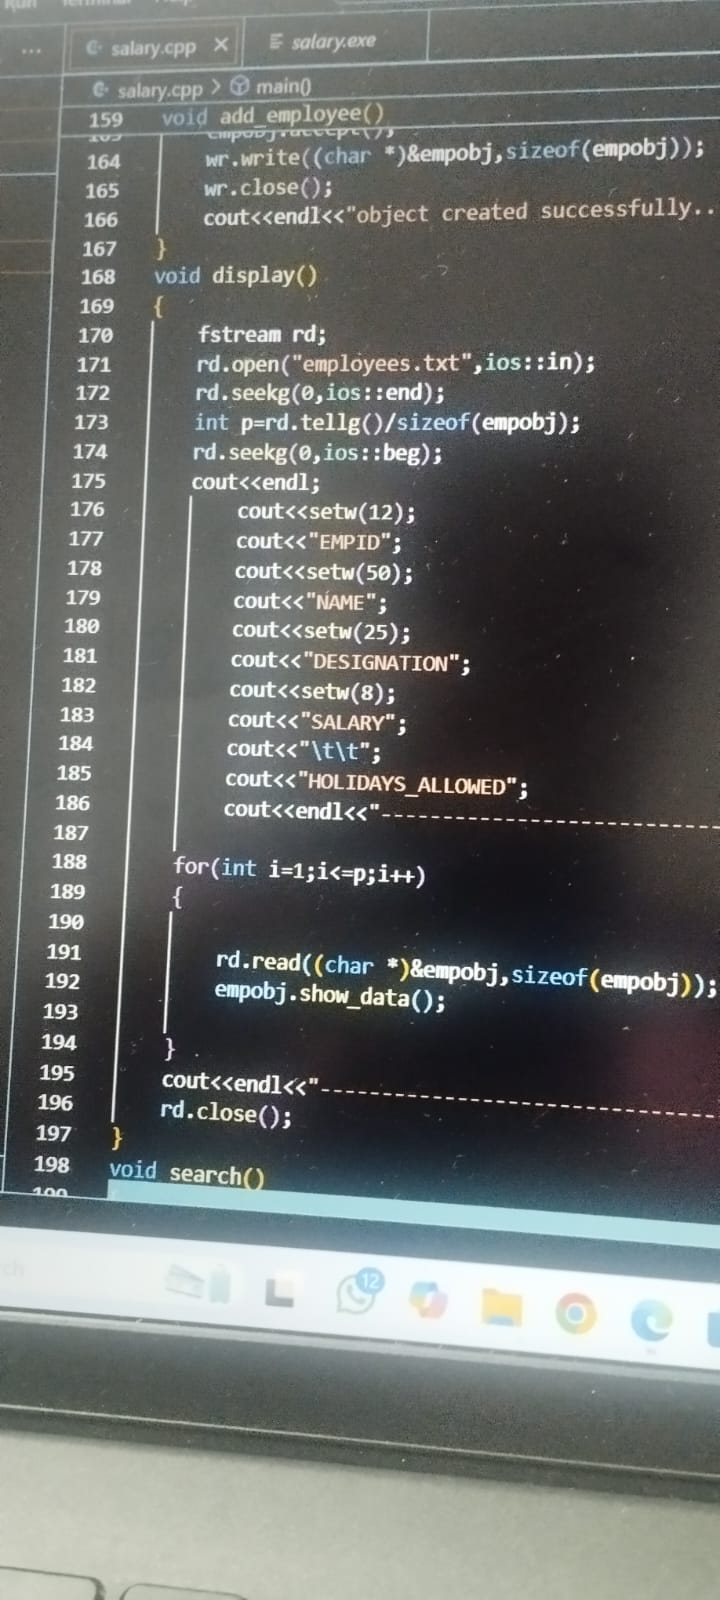 salary.cpp ×
salary.exe
salary.cpp > main()
159 void add_employee()
164 wr.write((char *)&empobj,sizeof(empobj));
165 wr.close();
166 cout<<endl<<"object created successfully..
167 }
168 void display()
169 {
170 fstream rd;
171 rd.open("employees.txt",ios::in);
172 rd.seekg(0,ios::end);
173 int p=rd.tellg()/sizeof(empobj);
174 rd.seekg(0,ios::beg);
175 cout<<endl;
176 cout<<setw(12);
177 cout<<"EMPID";
178 cout<<setw(50);
179 cout<<"NAME";
180 cout<<setw(25);
181 cout<<"DESIGNATION";
182 cout<<setw(8);
183 cout<<"SALARY";
184 cout<<"\t\t";
185 cout<<"HOLIDAYS_ALLOWED";
186 cout<<endl<<"-----------------------------
187
188 for(int i=1;i<=p;i++)
189 {
190
191 rd.read((char *)&empobj,sizeof(empobj));
192 empobj.show_data();
193
194 }
195 cout<<endl<<"----------------------------------
196 rd.close();
197 }
198 void search()
12